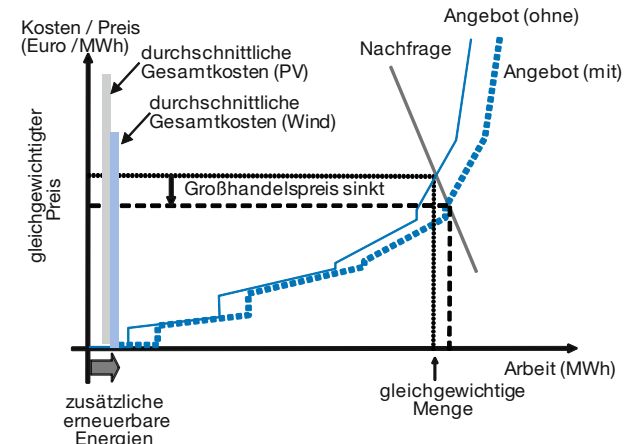 Kosten / Preis
(Euro /MWh)
durchschnittliche
Gesamtkosten (PV)
durchschnittliche
Gesamtkosten (Wind)
Angebot (ohne)
Nachfrage
Angebot (mit)
Großhandelspreis sinkt
gleichgewichtigter
Preis
Arbeit (MWh)
gleichgewichtige
Menge
zusätzliche
erneuerbare
Energien